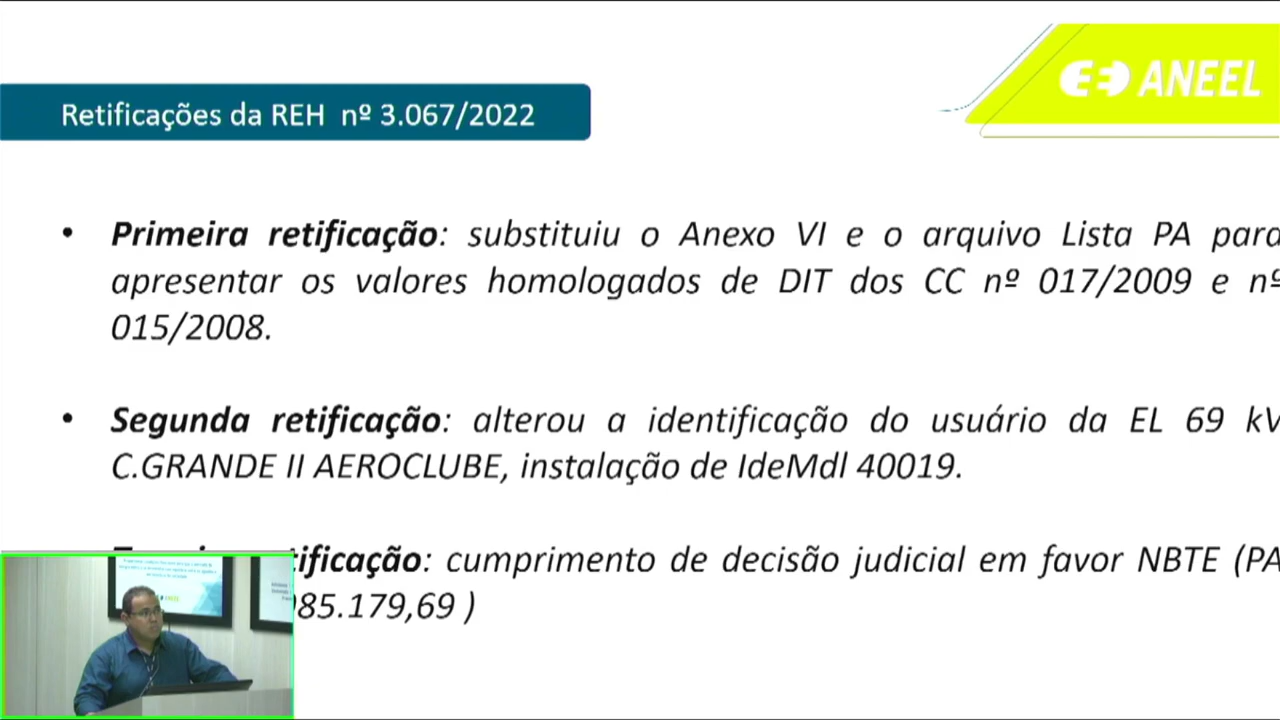 ANEEL
Retificações da REH nº 3.067/2022
• Primeira retificação: substituiu o Anexo VI e o arquivo Lista PA para
apresentar os valores homologados de DIT dos CC nº 017/2009 e nº
015/2008.
• Segunda retificação: alterou a identificação do usuário da EL 69 kV
C.GRANDE II AEROCLUBE, instalação de IdeMdl 40019.
retificação: cumprimento de decisão judicial em favor NBTE (PA
085.179,69 )